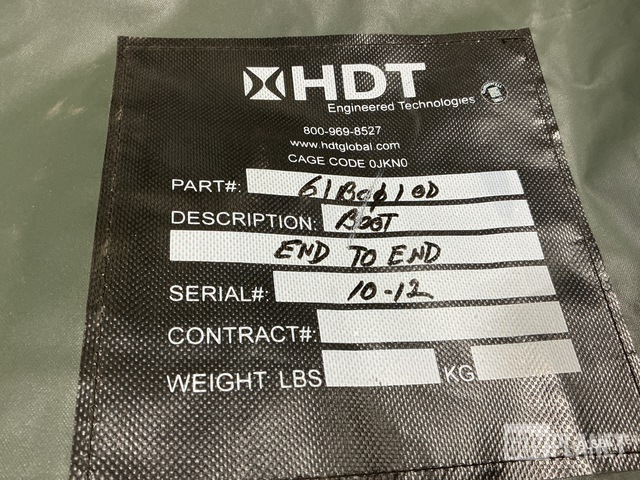 HDT
Engineered Technologies
800-969-8527
www.hdtglobal.com
CAGE CODE 0JKN0
PART#: 61BCØ1OD
DESCRIPTION: BOOT
END TO END
SERIAL#: 10-12
CONTRACT#:
WEIGHT LBS KG